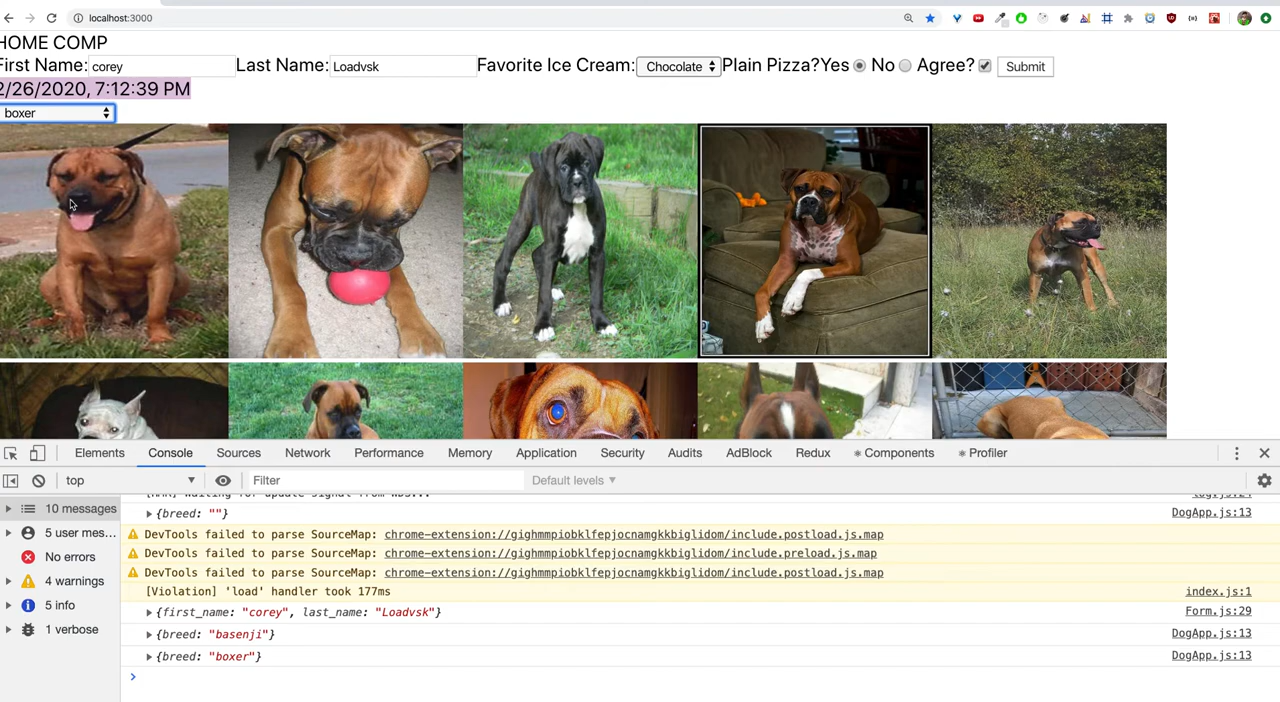 localhost:3000
HOME COMP
First Name: corey Last Name: Loadvsk Favorite Ice Cream: Chocolate Plain Pizza?Yes No Agree? Submit
2/26/2020, 7:12:39 PM
boxer
Elements Console Network Sources Performance Memory Application Security Audits AdBlock Redux Components Profiler
top Filter Default levels ▼
10 messages
{breed: ""} DogApp.js:13
5 user mes…
DevTools failed to parse SourceMap: chrome-extension://gighmmpiobklfepjocnamgkkbiglidom/include.postload.js.map
No errors
DevTools failed to parse SourceMap: chrome-extension://gighmmpiobklfepjocnamgkkbiglidom/include.preload.js.map
4 warnings
DevTools failed to parse SourceMap: chrome-extension://gighmmpiobklfepjocnamgkkbiglidom/include.postload.js.map
[Violation] 'load' handler took 177ms index.js:1
5 info
{first_name: "corey", last_name: "Loadvsk"} Form.js:29
1 verbose
{breed: "basenji"} DogApp.js:13
{breed: "boxer"} DogApp.js:13